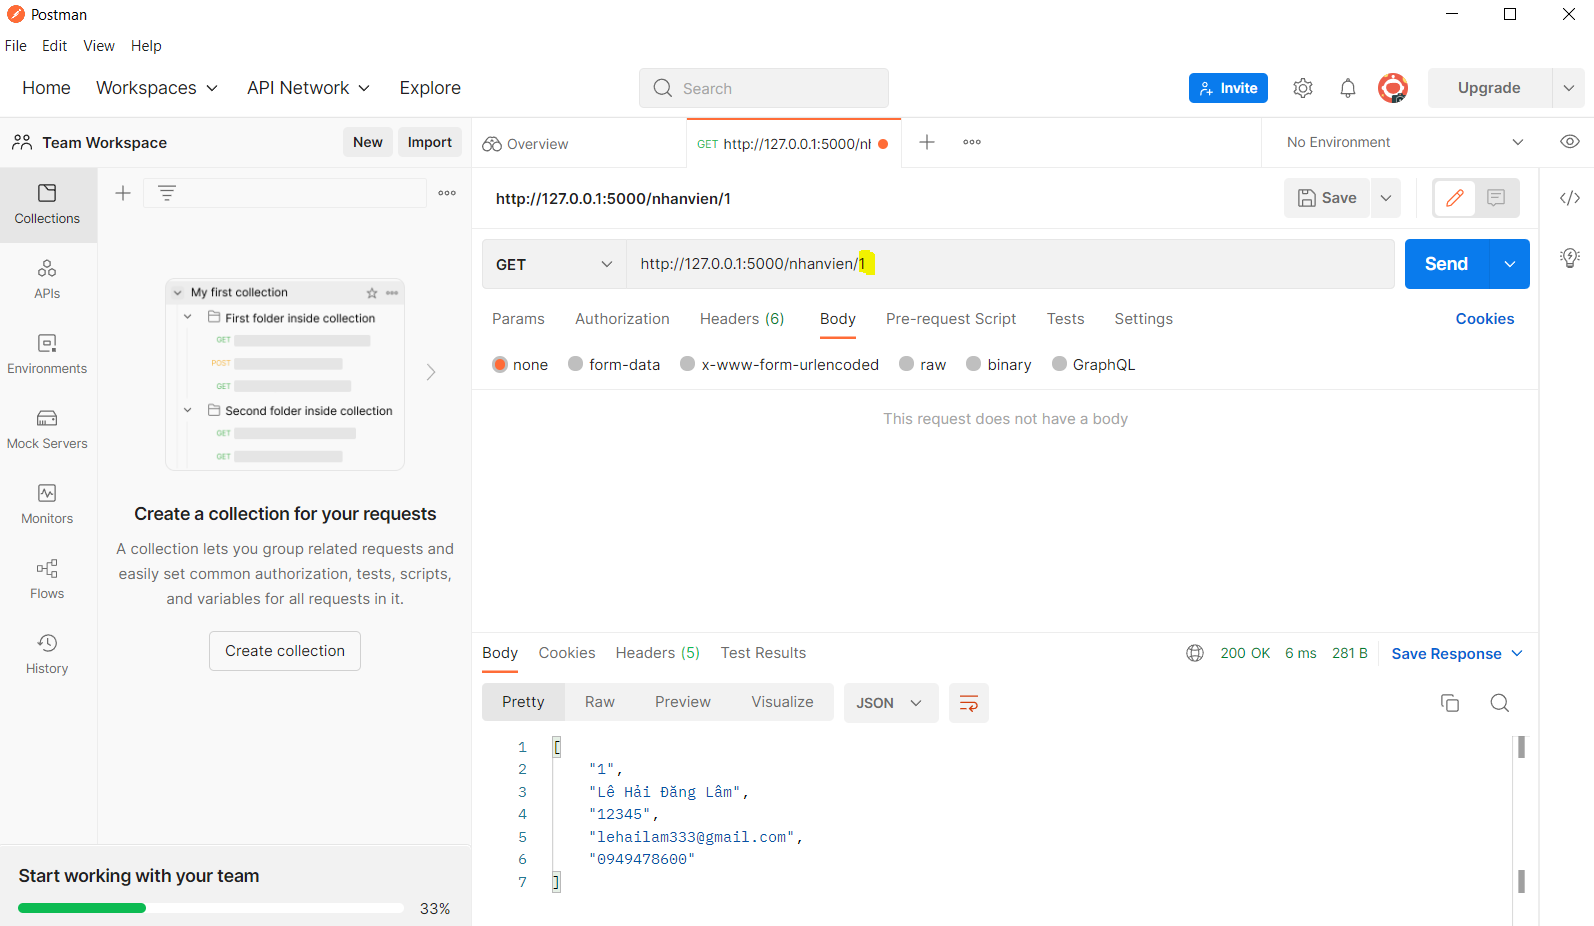 Postman
File Edit View Help
Home Workspaces API Network Explore Search Invite Upgrade
Team Workspace New Import Overview GET http://127.0.0.1:5000/nl No Environment
http://127.0.0.1:5000/nhanvien/1 Save
GET http://127.0.0.1:5000/nhanvien/1 Send
Params Authorization Headers (6) Body Pre-request Script Tests Settings Cookies
none form-data x-www-form-urlencoded raw binary GraphQL
This request does not have a body
Collections
APIs
Environments
Mock Servers
Monitors
Flows
History
My first collection
First folder inside collection
GET
POST
GET
Second folder inside collection
GET
GET
Create a collection for your requests
A collection lets you group related requests and
easily set common authorization, tests, scripts,
and variables for all requests in it.
Create collection
Start working with your team
33%
Body Cookies Headers (5) Test Results 200 OK 6 ms 281 B Save Response
Pretty Raw Preview Visualize JSON
1 [
2 "1",
3 "Lê Hải Đăng Lâm",
4 "12345",
5 "lehailam333@gmail.com",
6 "0949478600"
7 ]